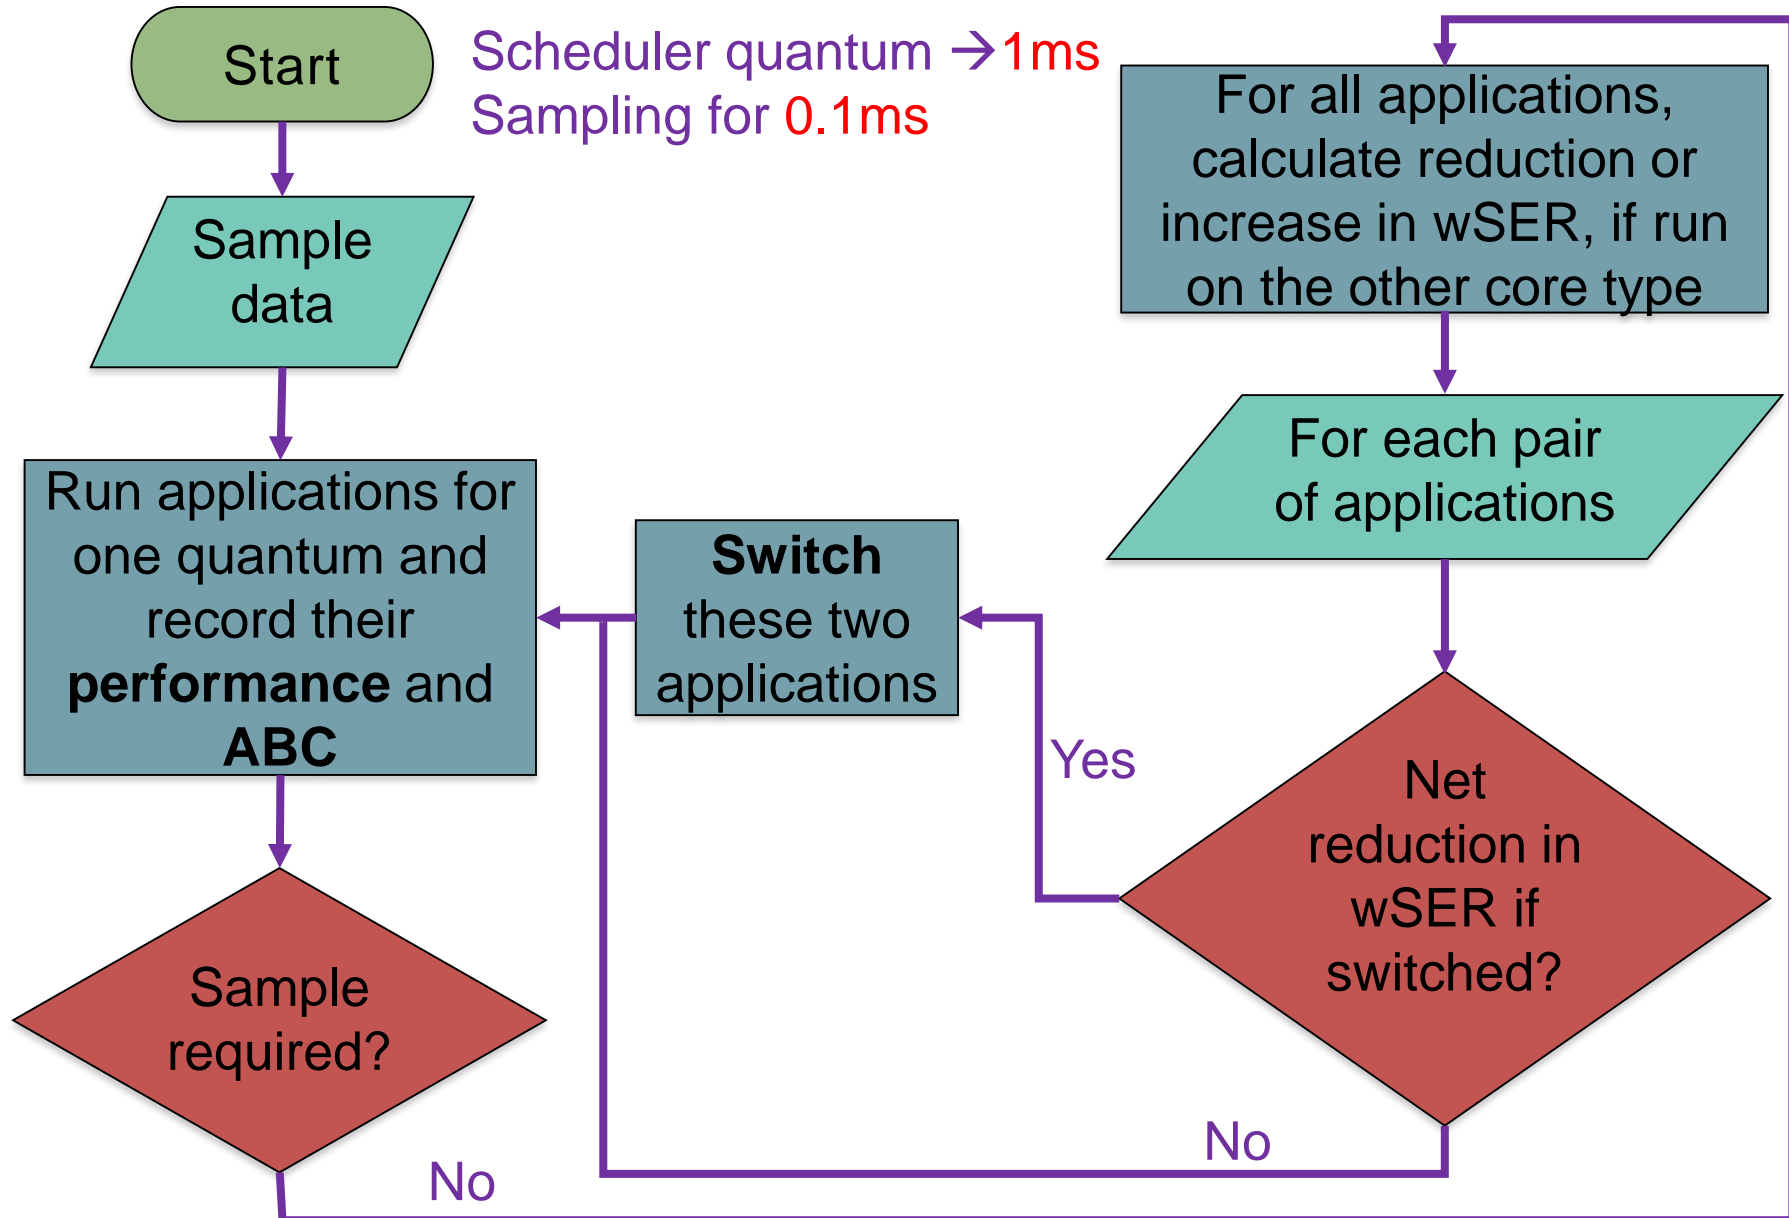 Start
Scheduler quantum →1ms
Sampling for 0.1ms
Sample
data
Run applications for
one quantum and
record their
performance and
ABC
Sample
required?
No
Switch
these two
applications
For all applications,
calculate reduction or
increase in wSER, if run
on the other core type
For each pair
of applications
Net
reduction in
wSER if
switched?
Yes
No